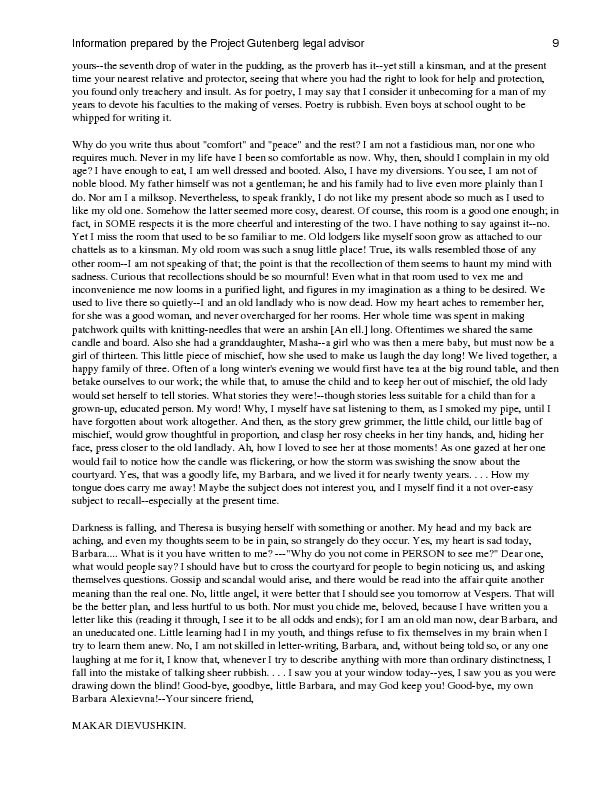 Information prepared by the Project Gutenberg legal advisor 9
yours--the seventh drop of water in the pudding, as the proverb has it--yet still a kinsman, and at the present
time your nearest relative and protector, seeing that where you had the right to look for help and protection,
you found only treachery and insult. As for poetry, I may say that I consider it unbecoming for a man of my
years to devote his faculties to the making of verses. Poetry is rubbish. Even boys at school ought to be
whipped for writing it.
Why do you write thus about "comfort" and "peace" and the rest? I am not a fastidious man, nor one who
requires much. Never in my life have I been so comfortable as now. Why, then, should I complain in my old
age? I have enough to eat, I am well dressed and booted. Also, I have my diversions. You see, I am not of
noble blood. My father himself was not a gentleman; he and his family had to live even more plainly than I
do. Nor am I a milksop. Nevertheless, to speak frankly, I do not like my present abode so much as I used to
like my old one. Somehow the latter seemed more cosy, dearest. Of course, this room is a good one enough; in
fact, in SOME respects it is the more cheerful and interesting of the two. I have nothing to say against it--no.
Yet I miss the room that used to be so familiar to me. Old lodgers like myself soon grow as attached to our
chattels as to a kinsman. My old room was such a snug little place! True, its walls resembled those of any
other room--I am not speaking of that; the point is that the recollection of them seems to haunt my mind with
sadness. Curious that recollections should be so mournful! Even what in that room used to vex me and
inconvenience me now looms in a purified light, and figures in my imagination as a thing to be desired. We
used to live there so quietly--I and an old landlady who is now dead. How my heart aches to remember her,
for she was a good woman, and never overcharged for her rooms. Her whole time was spent in making
patchwork quilts with knitting-needles that were an arshin [An ell.] long. Oftentimes we shared the same
candle and board. Also she had a granddaughter, Masha--a girl who was then a mere baby, but must now be a
girl of thirteen. This little piece of mischief, how she used to make us laugh the day long! We lived together, a
happy family of three. Often of a long winter's evening we would first have tea at the big round table, and then
betake ourselves to our work; the while that, to amuse the child and to keep her out of mischief, the old lady
would set herself to tell stories. What stories they were!--though stories less suitable for a child than for a
grown-up, educated person. My word! Why, I myself have sat listening to them, as I smoked my pipe, until I
have forgotten about work altogether. And then, as the story grew grimmer, the little child, our little bag of
mischief, would grow thoughtful in proportion, and clasp her rosy cheeks in her tiny hands, and, hiding her
face, press closer to the old landlady. Ah, how I loved to see her at those moments! As one gazed at her one
would fail to notice how the candle was flickering, or how the storm was swishing the snow about the
courtyard. Yes, that was a goodly life, my Barbara, and we lived it for nearly twenty years. . . . How my
tongue does carry me away! Maybe the subject does not interest you, and I myself find it a not over-easy
subject to recall--especially at the present time.
Darkness is falling, and Theresa is busying herself with something or another. My head and my back are
aching, and even my thoughts seem to be in pain, so strangely do they occur. Yes, my heart is sad today,
Barbara.... What is it you have written to me? ---"Why do you not come in PERSON to see me?" Dear one,
what would people say? I should have but to cross the courtyard for people to begin noticing us, and asking
themselves questions. Gossip and scandal would arise, and there would be read into the affair quite another
meaning than the real one. No, little angel, it were better that I should see you tomorrow at Vespers. That will
be the better plan, and less hurtful to us both. Nor must you chide me, beloved, because I have written you a
letter like this (reading it through, I see it to be all odds and ends); for I am an old man now, dear Barbara, and
an uneducated one. Little learning had I in my youth, and things refuse to fix themselves in my brain when I
try to learn them anew. No, I am not skilled in letter-writing, Barbara, and, without being told so, or any one
laughing at me for it, I know that, whenever I try to describe anything with more than ordinary distinctness, I
fall into the mistake of talking sheer rubbish. . . . I saw you at your window today--yes, I saw you as you were
drawing down the blind! Good-bye, goodbye, little Barbara, and may God keep you! Good-bye, my own
Barbara Alexievna!--Your sincere friend,
MAKAR DIEVUSHKIN.